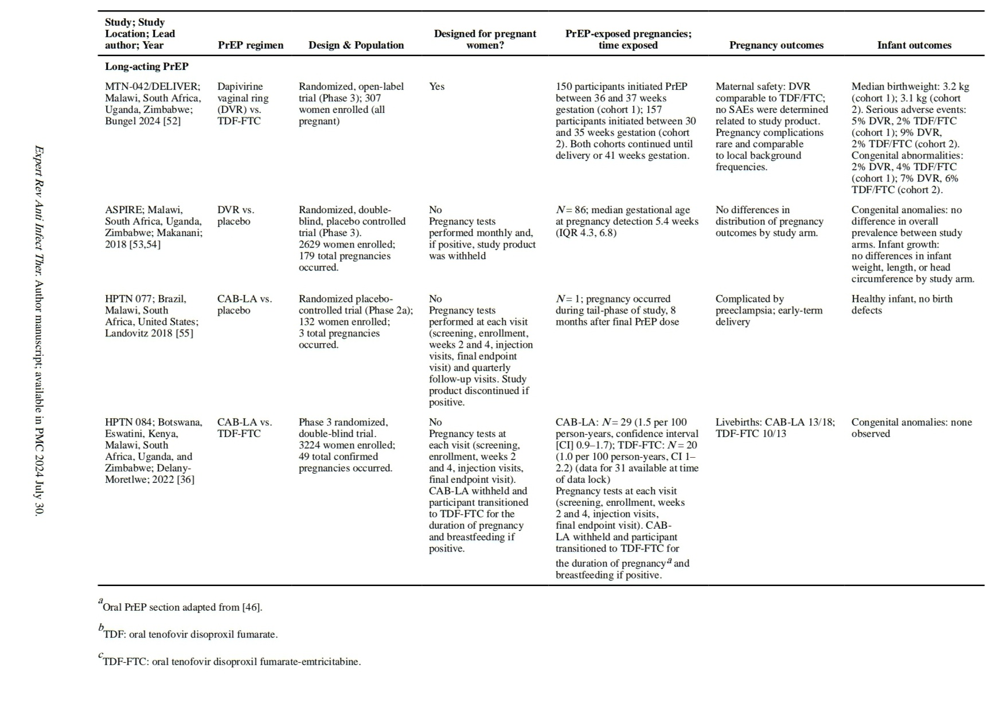 Study; Study
Location; Lead
author; Year
PrEP regimen
Design & Population
Designed for pregnant
women?
PrEP-exposed pregnancies;
time exposed
Pregnancy outcomes
Infant outcomes
Long-acting PrEP
MTN-042/DELIVER;
Malawi, South Africa,
Uganda, Zimbabwe;
Bungel 2024 [52]
Dapivirine
vaginal ring
(DVR) vs.
TDF-FTC
Randomized, open-label
trial (Phase 3); 307
women enrolled (all
pregnant)
Yes
150 participants initiated PrEP
between 36 and 37 weeks
gestation (cohort 1); 157
participants initiated between 30
and 35 weeks gestation (cohort
2). Both cohorts continued until
delivery or 41 weeks gestation.
Maternal safety: DVR
comparable to TDF/FTC;
no SAEs were determined
related to study product.
Pregnancy complications
rare and comparable
to local background
frequencies.
Median birthweight: 3.2 kg
(cohort 1); 3.1 kg (cohort
2). Serious adverse events:
5% DVR, 2% TDF/FTC
(cohort 1); 9% DVR,
2% TDF/FTC (cohort 2).
Congenital abnormalities:
2% DVR, 4% TDF/FTC
(cohort 1); 7% DVR, 6%
TDF/FTC (cohort 2).
ASPIRE; Malawi,
South Africa, Uganda,
Zimbabwe; Makanani;
2018 [53,54]
DVR vs.
placebo
Randomized, double-
blind, placebo controlled
trial (Phase 3).
2629 women enrolled;
179 total pregnancies
occurred.
No
Pregnancy tests
performed monthly and,
if positive, study product
was withheld
N= 86; median gestational age
at pregnancy detection 5.4 weeks
(IQR 4.3, 6.8)
No differences in
distribution of pregnancy
outcomes by study arm.
Congenital anomalies: no
difference in overall
prevalence between study
arms. Infant growth:
no differences in infant
weight, length, or head
circumference by study arm.
HPTN 077; Brazil,
Malawi, South
Africa, United States;
Landovitz 2018 [55]
CAB-LA vs.
placebo
Randomized placebo-
controlled trial (Phase 2a);
132 women enrolled;
3 total pregnancies
occurred.
No
Pregnancy tests
performed at each visit
(screening, enrollment,
weeks 2 and 4, injection
visits, final endpoint
visit) and quarterly
follow-up visits. Study
product discontinued if
positive.
N= 1; pregnancy occurred
during tail-phase of study, 8
months after final PrEP dose
Complicated by
preeclampsia; early-term
delivery
Healthy infant, no birth
defects
HPTN 084; Botswana,
Eswatini, Kenya,
Malawi, South
Africa, Uganda, and
Zimbabwe; Delany-
Moretlwe; 2022 [36]
CAB-LA vs.
TDF-FTC
Phase 3 randomized,
double-blind trial.
3224 women enrolled;
49 total confirmed
pregnancies occurred.
No
Pregnancy tests at
each visit (screening,
enrollment, weeks 2
and 4, injection visits,
final endpoint visit).
CAB-LA withheld and
participant transitioned
to TDF-FTC for the
duration of pregnancy
and breastfeeding if
positive.
CAB-LA: N= 29 (1.5 per 100
person-years, confidence interval
[CI] 0.9–1.7); TDF-FTC: N= 20
(1.0 per 100 person-years, CI 1–
2.2) (data for 31 available at time
of data lock)
Pregnancy tests at each visit
(screening, enrollment, weeks
2 and 4, injection visits,
final endpoint visit). CAB-
LA withheld and participant
transitioned to TDF-FTC for
the duration of pregnancy a and
breastfeeding if positive.
Livebirths: CAB-LA 13/18;
TDF-FTC 10/13
Congenital anomalies: none
observed
a Oral PrEP section adapted from [46].
b TDF: oral tenofovir disoproxil fumarate.
c TDF-FTC: oral tenofovir disoproxil fumarate-emtricitabine.
Expert Rev Anti Infect Ther. Author manuscript; available in PMC 2024 July 30.